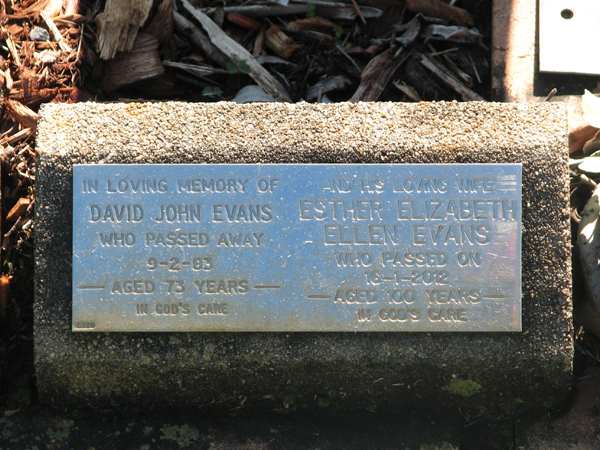 IN LOVING MEMORY OF
DAVID JOHN EVANS
WHO PASSED AWAY
9-2-83
AGED 73 YEARS
IN GOD'S CARE
AND HIS LOVING WIFE
ESTHER ELIZABETH
ELLEN EVANS
WHO PASSED ON
16-1-2012
AGED 100 YEARS
IN GOD'S CARE